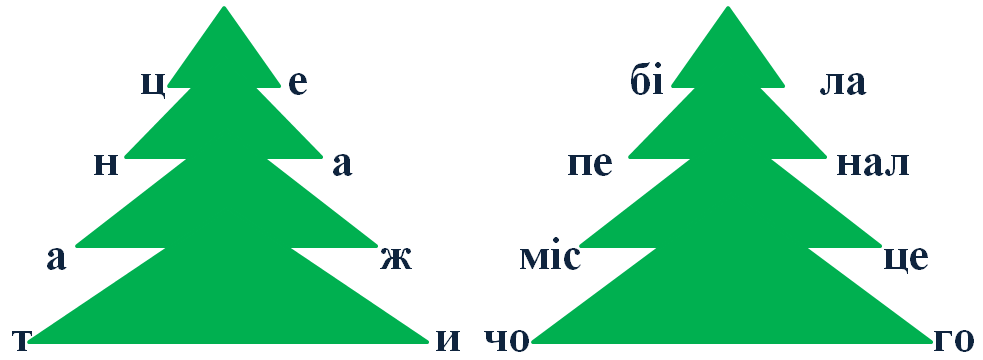 ц е бі ла
н а пе нал
а ж міс це
т и чо го